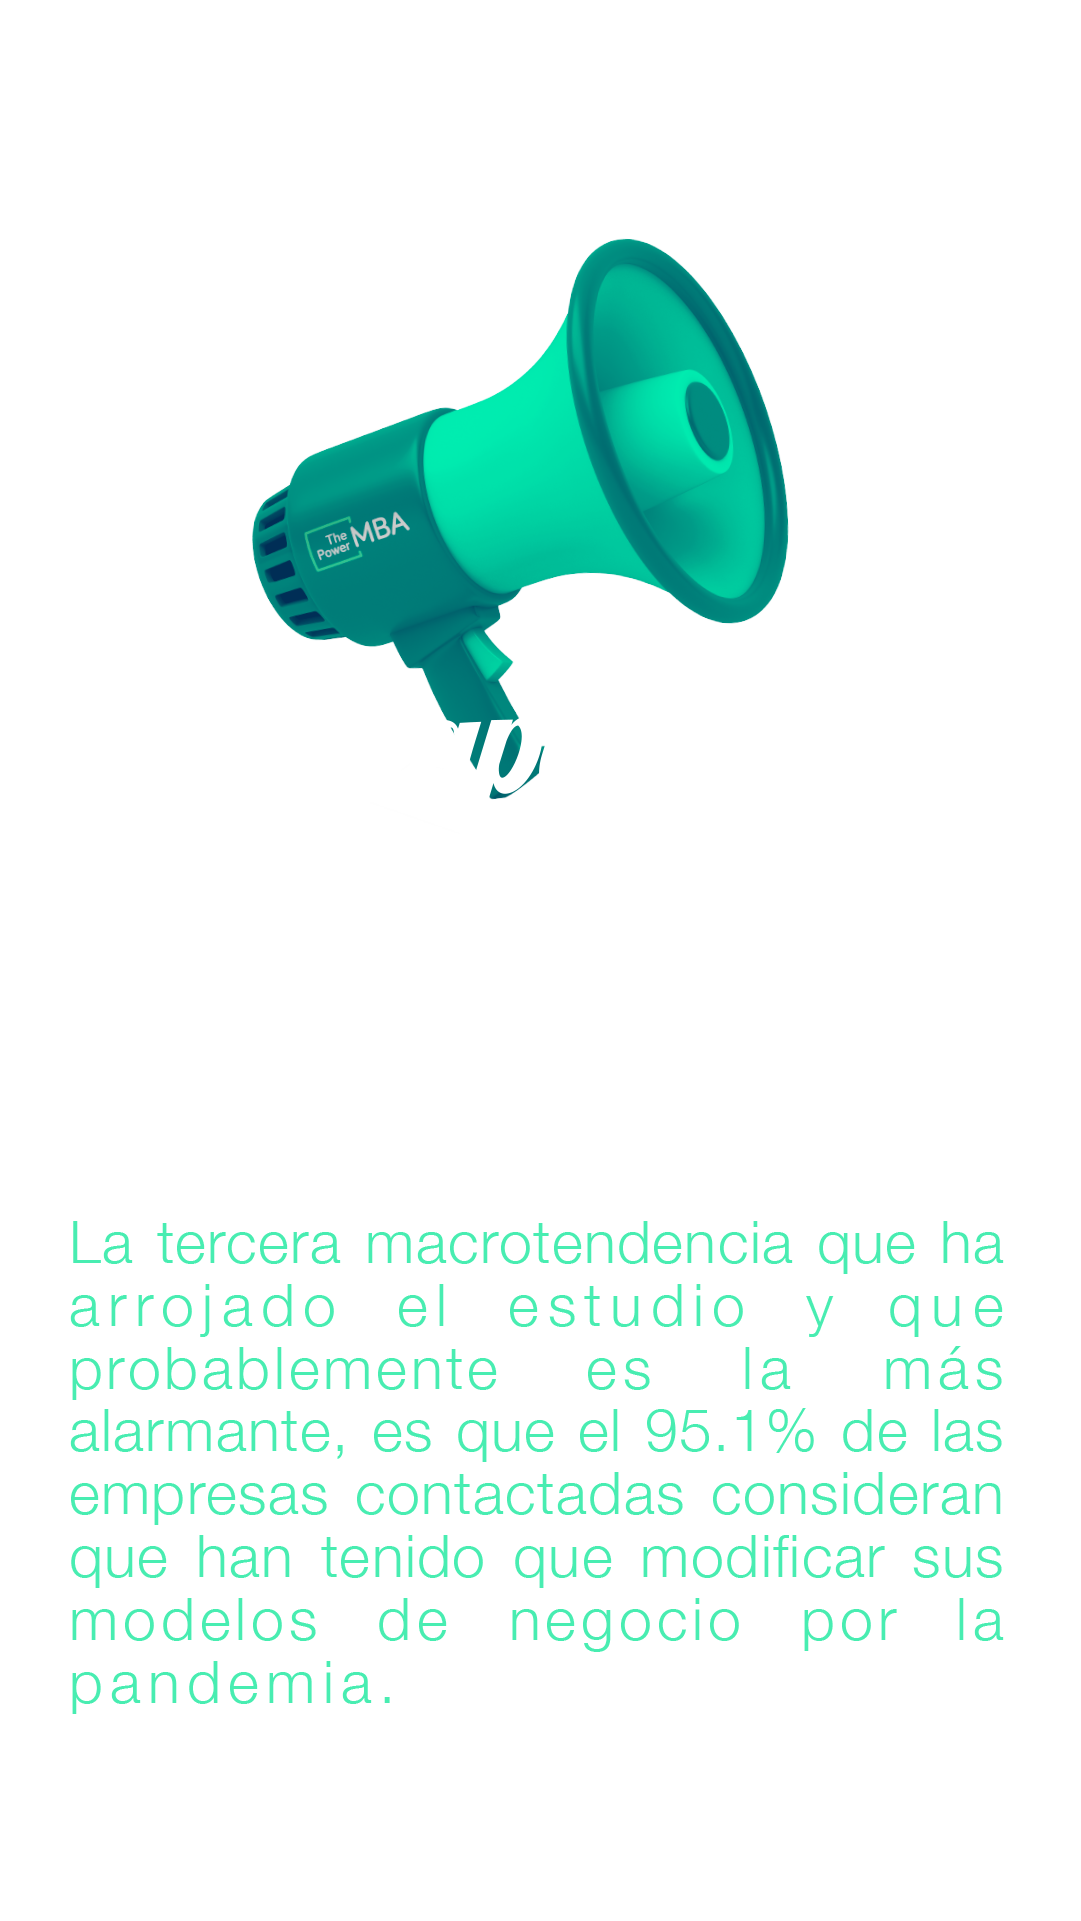 The
Power MBA
La tercera macrotendencia que ha
arrojado el estudio y que
probablemente es la más
alarmante, es que el 95.1% de las
empresas contactadas consideran
que han tenido que modificar sus
modelos de negocio por la
pandemia.